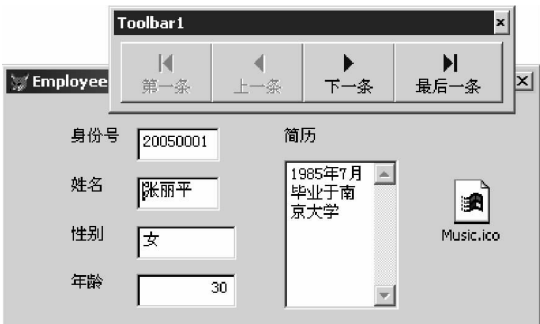 Toolbar1
第一条 上一条 下一条 最后一条
Employee
身份号 20050001
姓名 张丽平
性别 女
年龄 30
简历
1985年7月
毕业于南
京大学
Music.ico